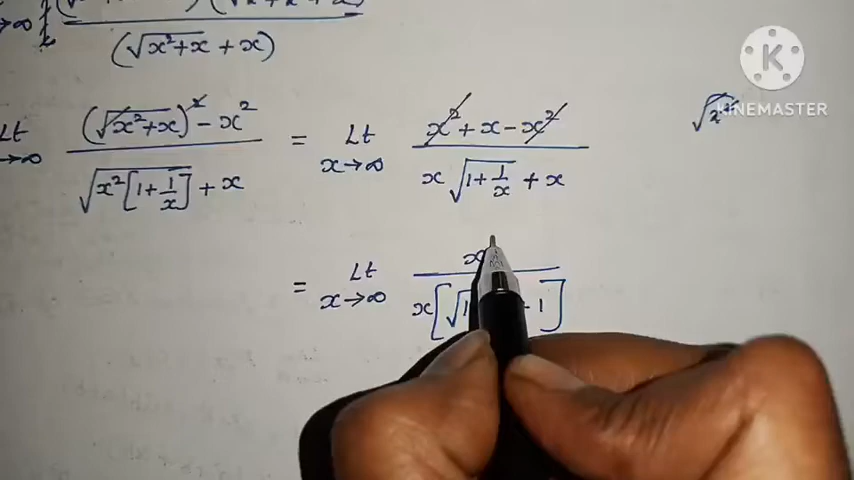 x→∞
(√x²+x + x)
Lt x→∞ (√x²+x)² - x² / √x²[1+1/x] + x = Lt x→∞ x²+x-x² / x√1+1/x + x
= Lt x→∞ x / x[√1 1]
K
KINEMASTER